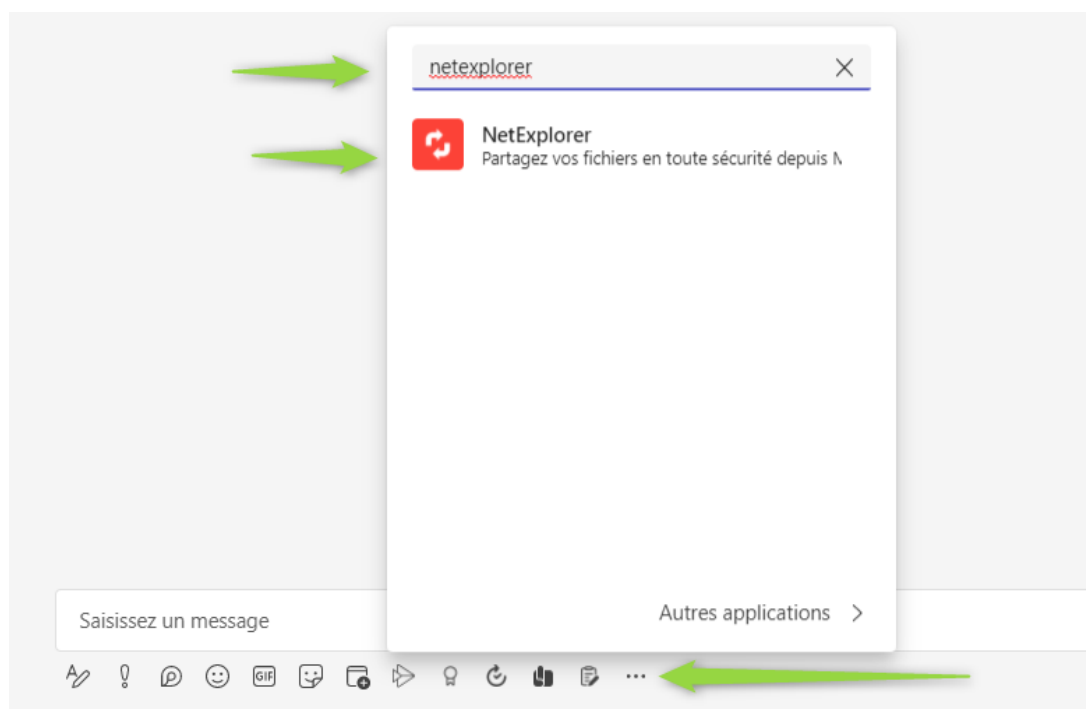 netexplorer
NetExplorer
Partagez vos fichiers en toute sécurité depuis
Autres applications
Saisissez un message
GIF